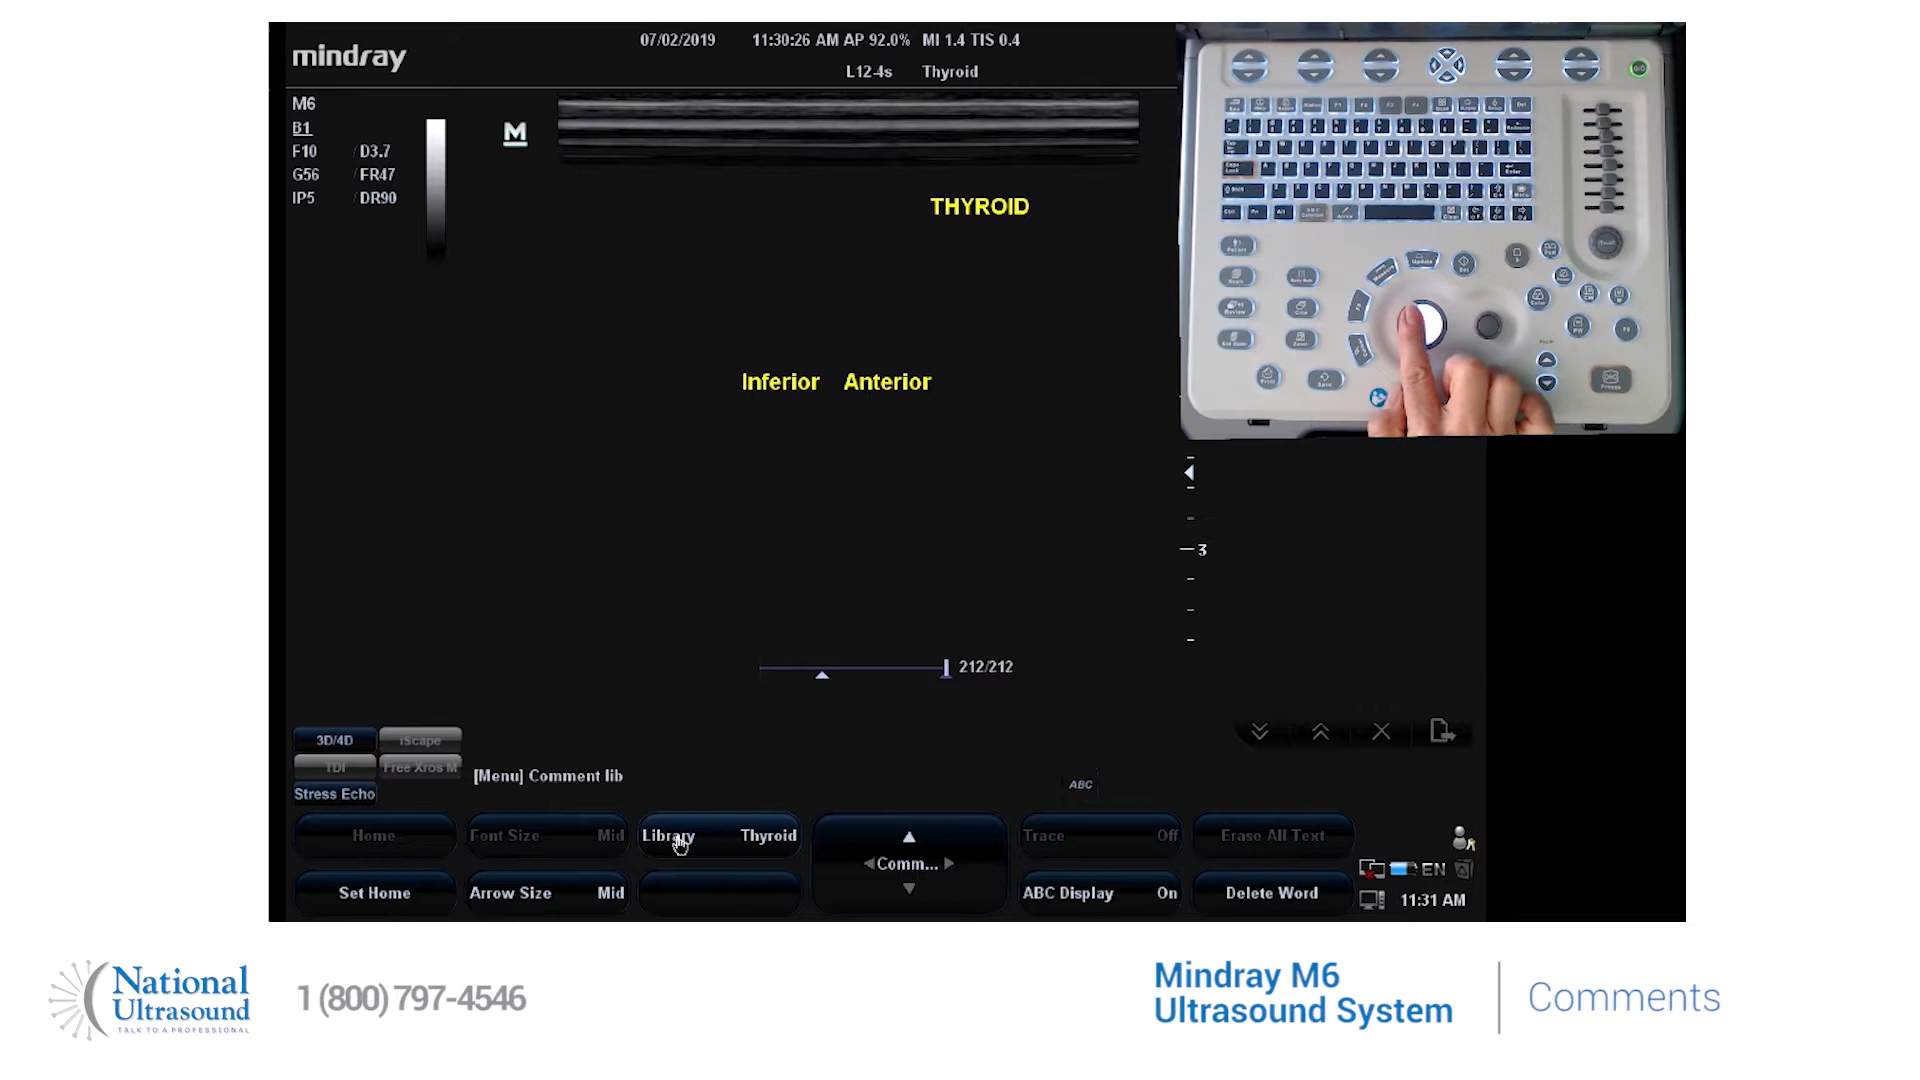 mindray
07/02/2019 11:30:26 AM AP 92.0% MI 1.4 TIS 0.4
L12-4s Thyroid
M6
B1
F10 / D3.7
G56 / FR47
IP5 / DR90
M
THYROID
Inferior Anterior
3
212/212
3D/4D iScape
TDI Free Xros M
Stress Echo
[Menu] Comment lib
ABC
Home Font Size Mid Library Thyroid Trace Off Erase All Text
Comm...
Set Home Arrow Size Mid ABC Display On Delete Word
EN
11:31 AM
National
Ultrasound
TALK TO A PROFESSIONAL
1 (800) 797-4546
Mindray M6
Ultrasound System
Comments